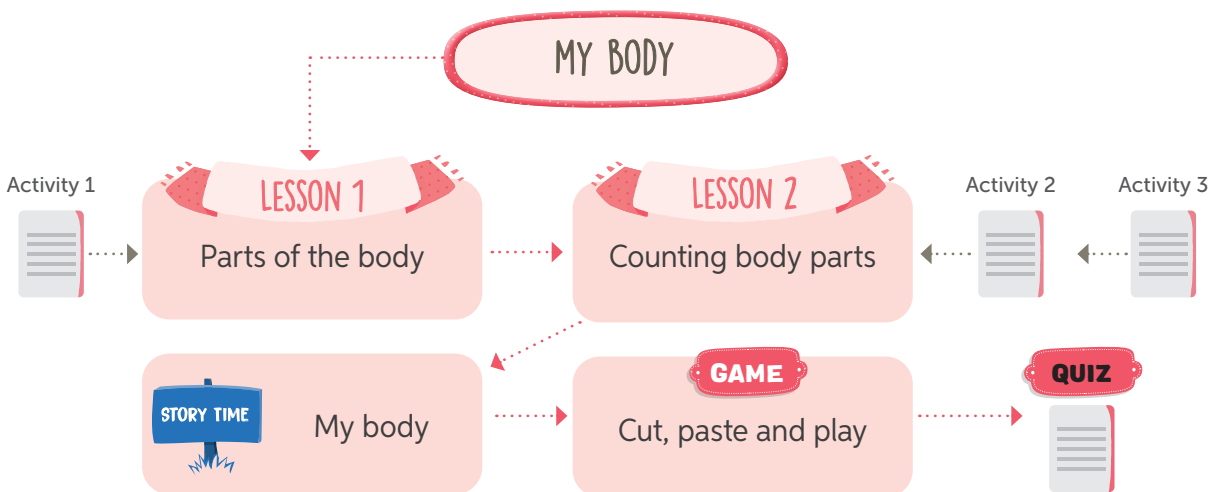 MY BODY
Activity 1
LESSON 1
Parts of the body
LESSON 2
Counting body parts
Activity 2
Activity 3
STORY TIME
My body
GAME
Cut, paste and play
QUIZ